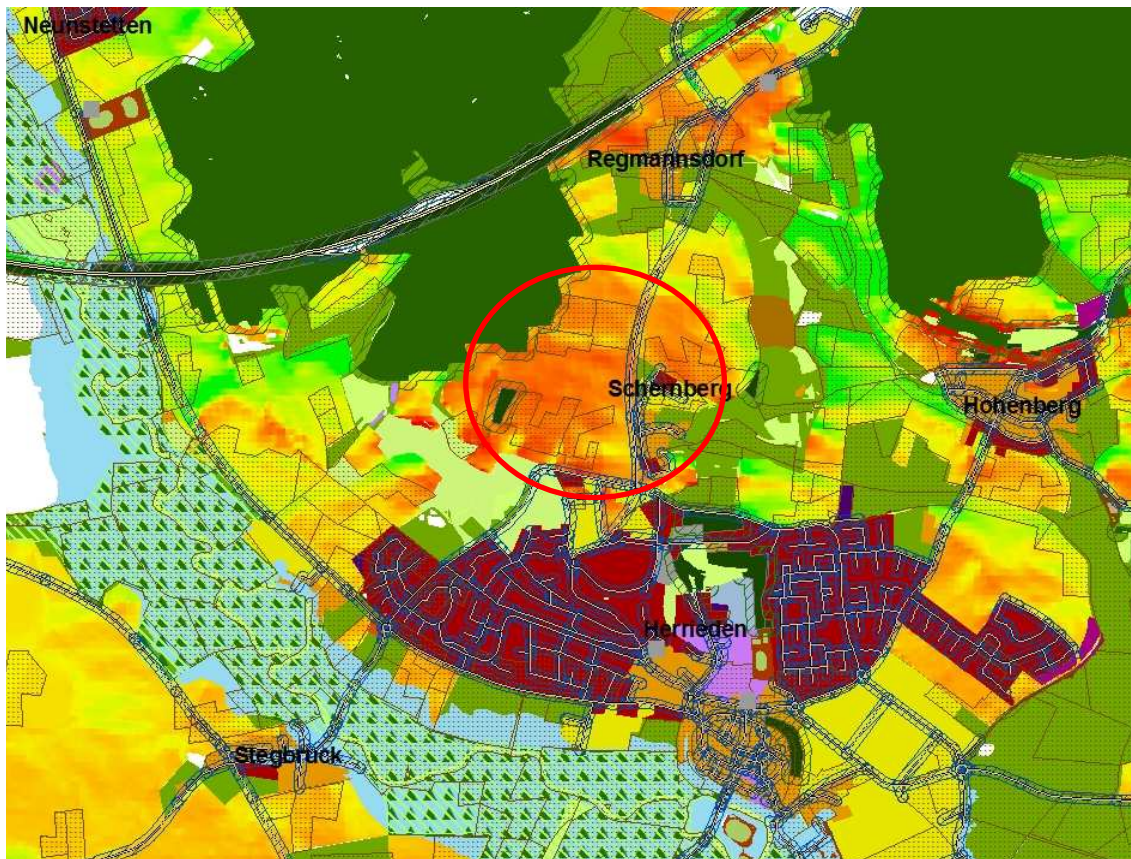 Neunstetten
Regmannsdorf
Schernberg
Hohenberg
Herrieden
Stegbruck